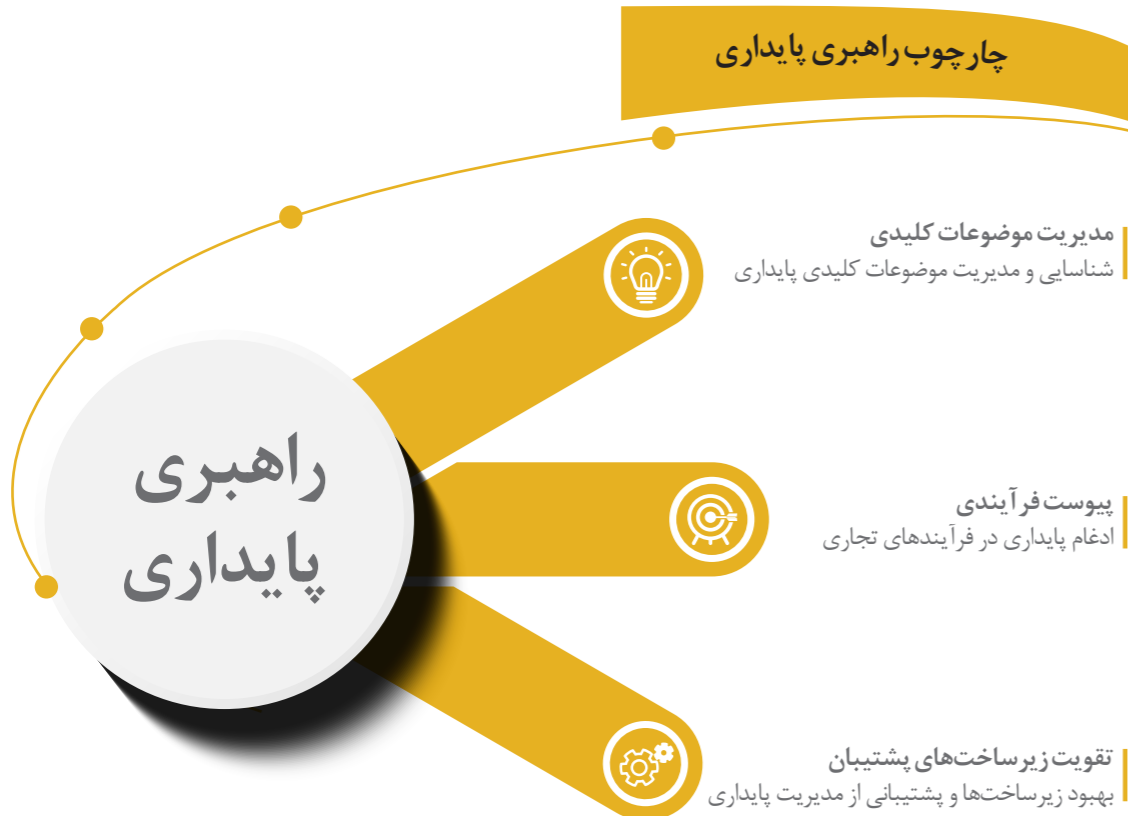 چارچوب راهبری پایداری
مدیریت موضوعات کلیدی
شناسایی و مدیریت موضوعات کلیدی پایداری
راهبری
پایداری
پیوست فرآیندی
ادغام پایداری در فرآیندهای تجاری
تقویت زیرساخت‌های پشتیبان
بهبود زیرساخت‌ها و پشتیبانی از مدیریت پایداری